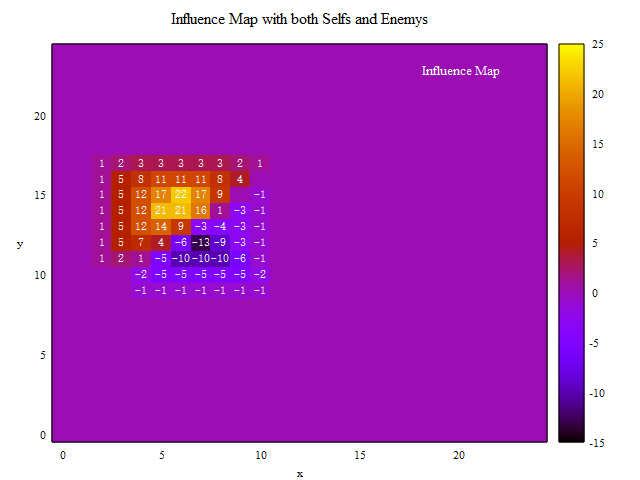 Influence Map with both Selfs and Enemys
25
Influence Map
20
20
15
1 2 3 3 3 3 3 2 1
1 5 8 11 11 11 8 4
15 1 5 12 17 22 17 9 -1
10
1 5 12 21 21 16 1 -3 -1
1 5 12 14 9 -3 -4 -3 -1
5
y 1 5 7 4 -6 -13 -9 -3 -1
1 2 1 -5 -10 -10 -10 -6 -1
10 -2 -5 -5 -5 -5 -5 -2
0
-1 -1 -1 -1 -1 -1 -1
-5
5
-10
0
-15
0 5 10 15 20
x